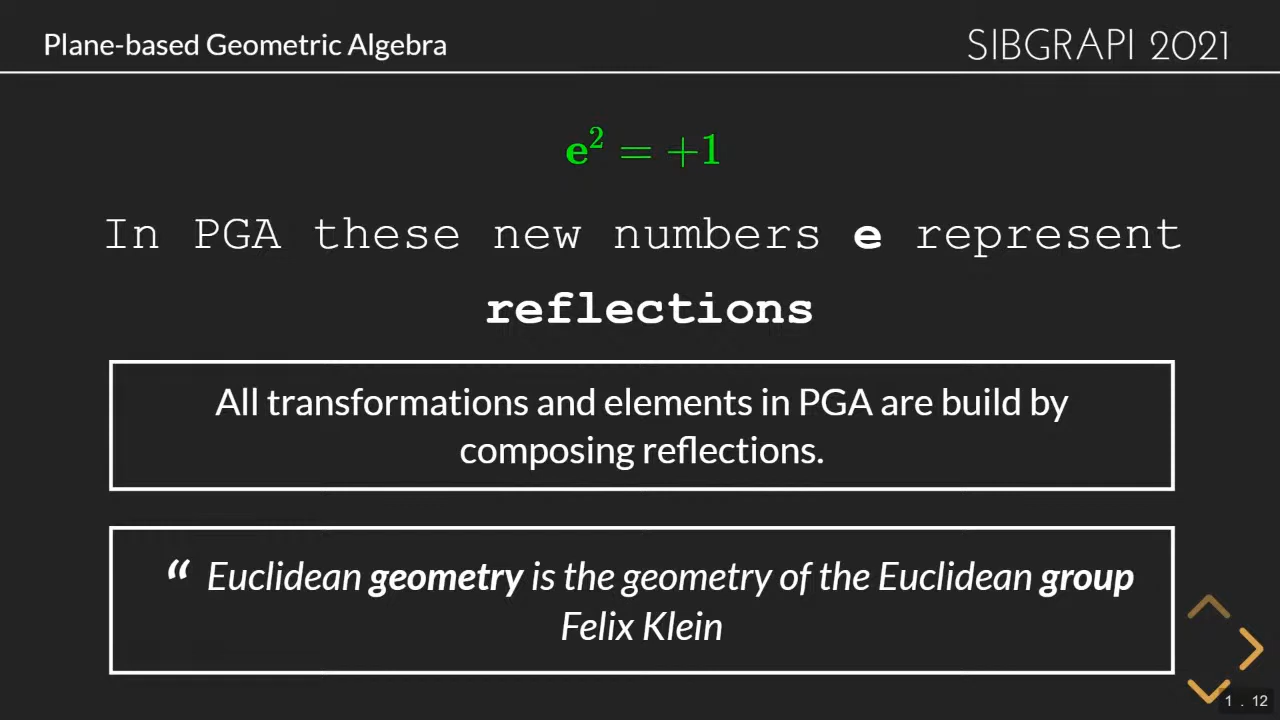 Plane-based Geometric Algebra
SIBGRAPI 2021
e² = +1
In PGA these new numbers e represent
reflections
All transformations and elements in PGA are build by
composing reflections.
“ Euclidean geometry is the geometry of the Euclidean group
Felix Klein
1 . 12